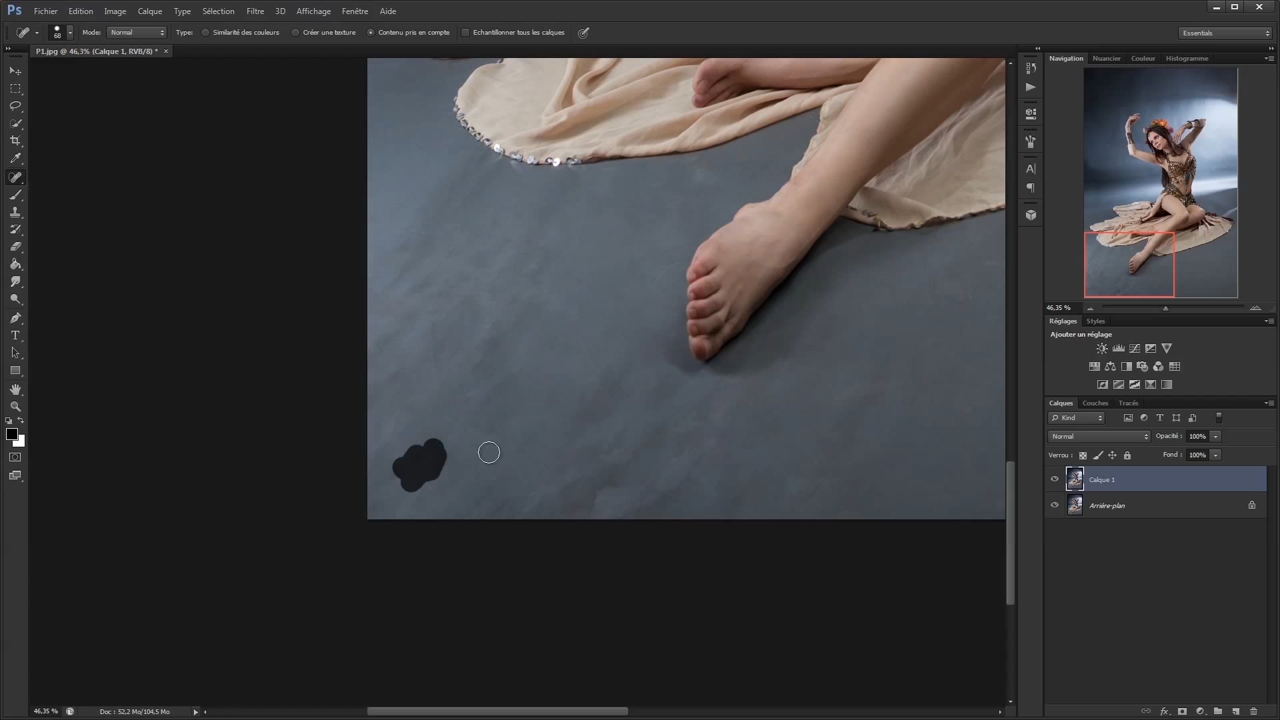 Ps Fichier Edition Image Calque Type Sélection Filtre 3D Affichage Fenêtre Aide
68 Mode: Normal Type: Similarité des couleurs Créer une texture Contenu pris en compte Echantillonner tous les calques Essentials
P1.jpg @ 46,3% (Calque 1, RVB/8) *
Navigation Nuancier Couleur Histogramme
46,35 %
Réglages Styles
Ajouter un réglage
Calques Couches Tracés
Kind
Normal Opacité: 100%
Verrou: Fond: 100%
Calque 1
Arrière-plan
46,35 % Doc : 52,2 Mo/104,5 Mo